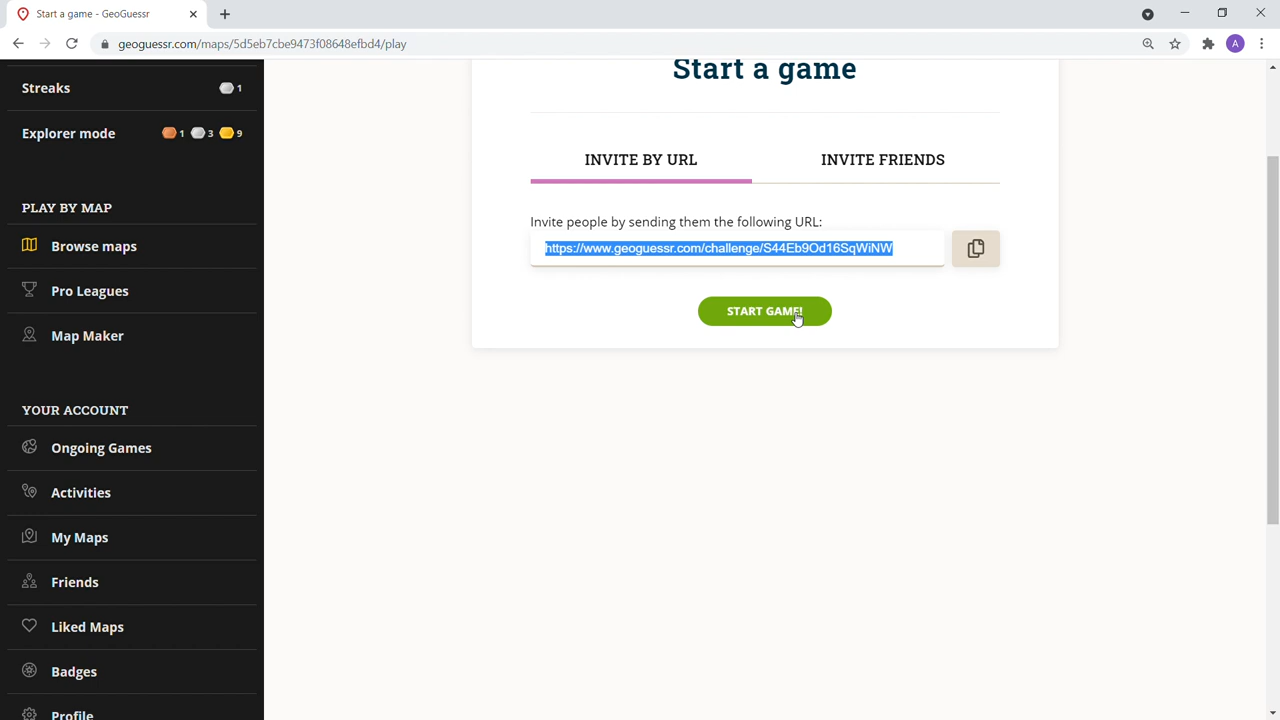 Start a game - GeoGuessr
geoguessr.com/maps/5d5eb7cbe9473f08648efbd4/play
A
Streaks 1
Explorer mode 1 3 9
PLAY BY MAP
Browse maps
Pro Leagues
Map Maker
YOUR ACCOUNT
Ongoing Games
Activities
My Maps
Friends
Liked Maps
Badges
Profile
Start a game
INVITE BY URL INVITE FRIENDS
Invite people by sending them the following URL:
https://www.geoguessr.com/challenge/S44Eb9Od16SqWiNW
START GAME!